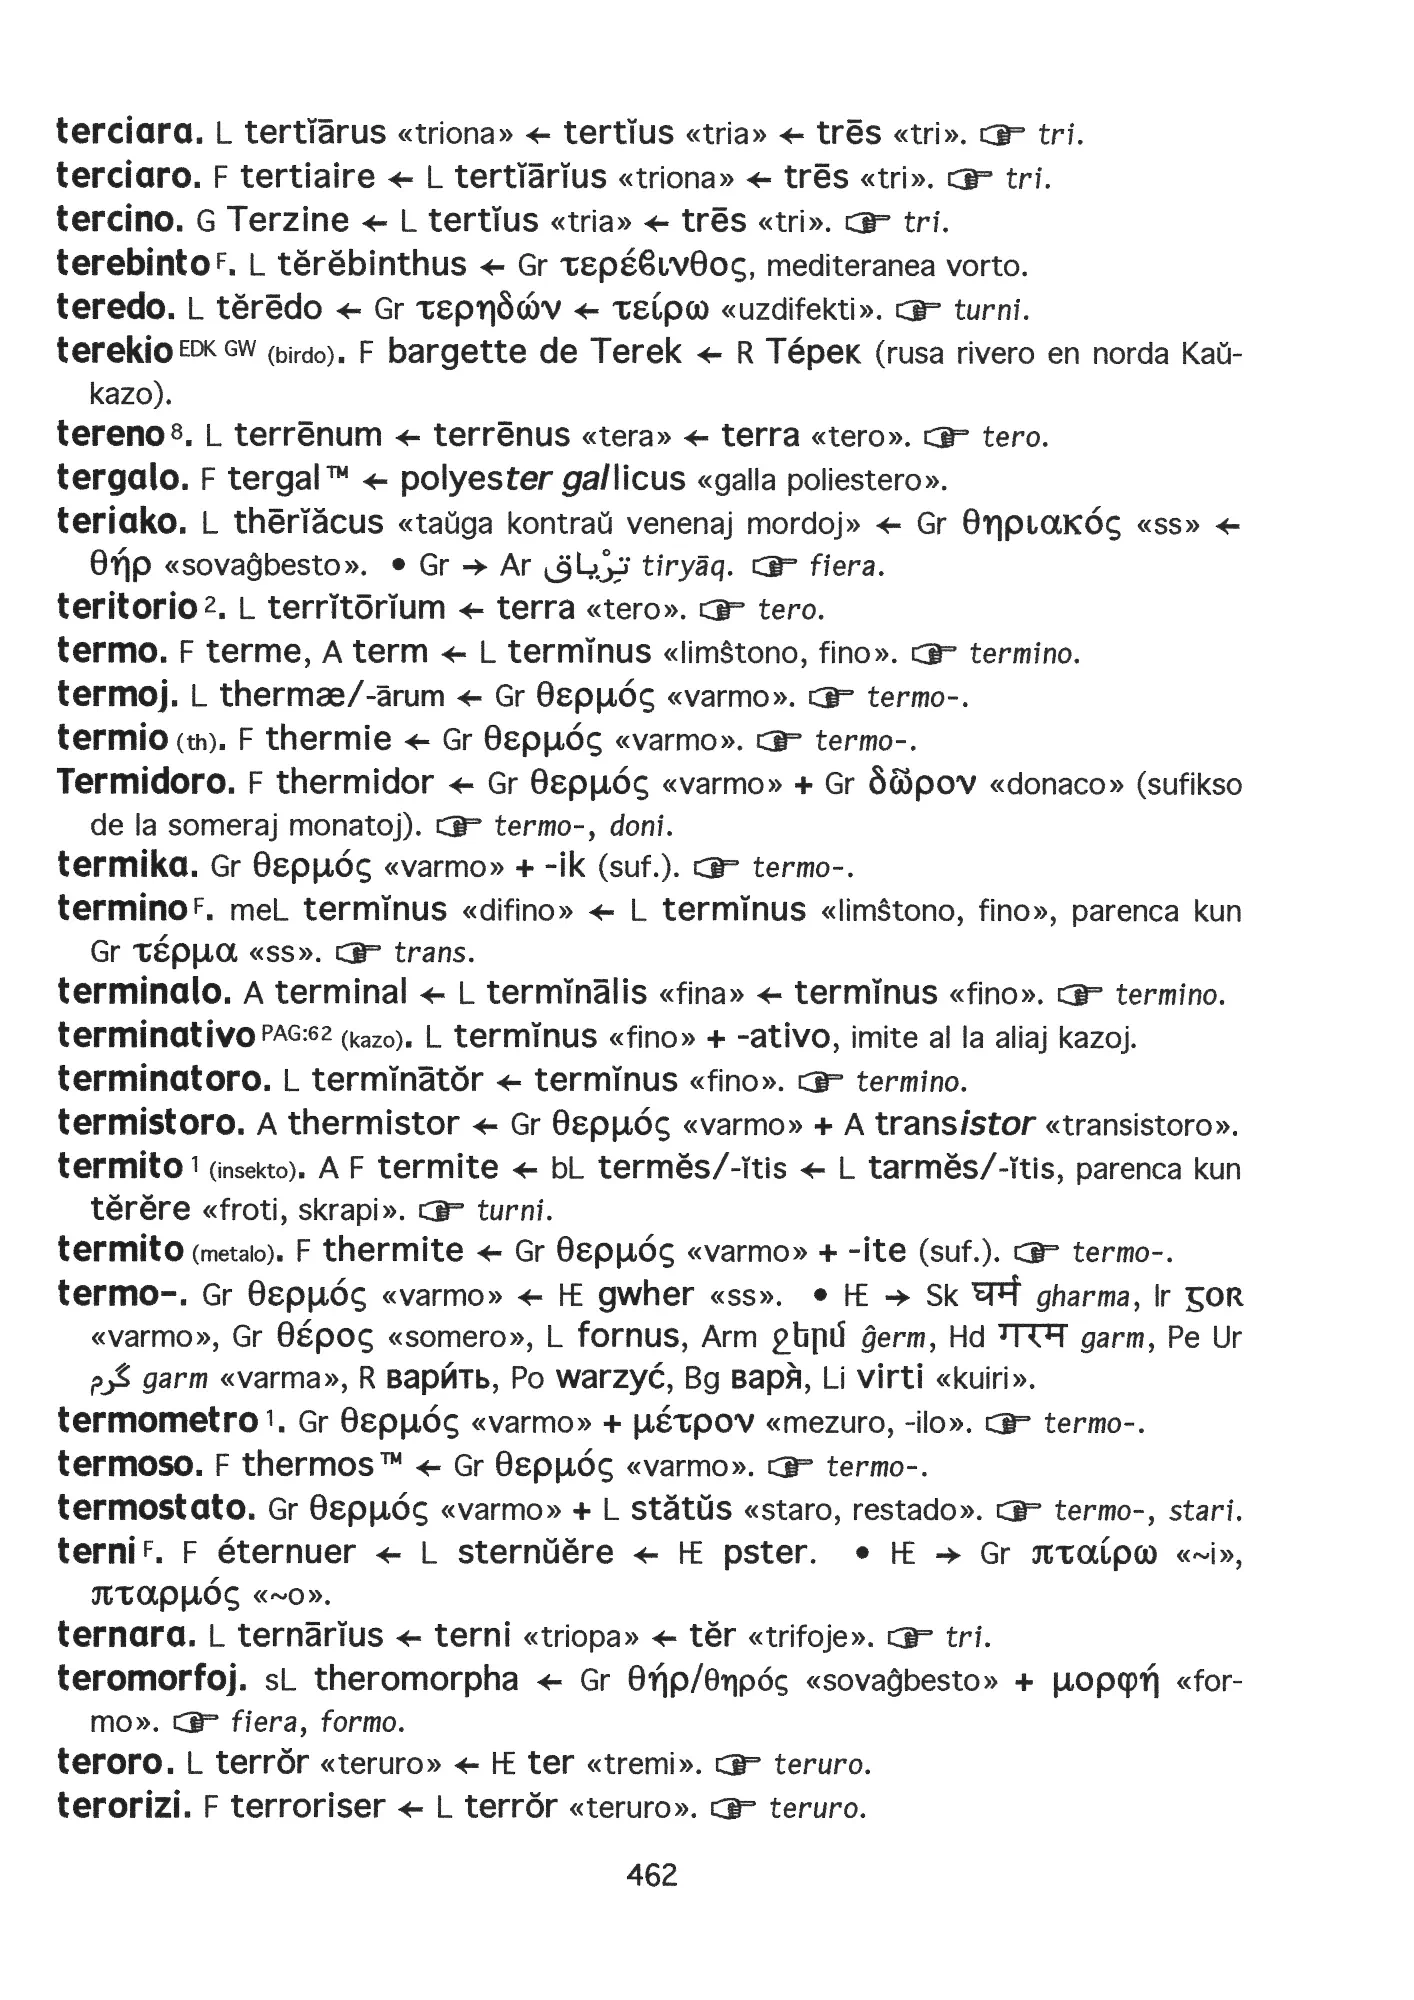 terciara. L tertĭārus «triona» ← tertĭus «tria» ← trēs «tri». ☞ tri.
terciaro. F tertiaire ← L tertĭārĭus «triona» ← trēs «tri». ☞ tri.
tercino. G Terzine ← L tertĭus «tria» ← trēs «tri». ☞ tri.
terebinto F. L tĕrĕbinthus ← Gr τερέϐινθος, mediteranea vorto.
teredo. L tĕrēdo ← Gr τερηδών ← τείρω «uzdifekti». ☞ turni.
terekio EDK GW (birdo). F bargette de Terek ← R Те́рек (rusa rivero en norda Kaŭ-
kazo).
tereno 8. L terrēnum ← terrēnus «tera» ← terra «tero». ☞ tero.
tergalo. F tergal™ ← polyester gallicus «galla poliestero».
teriako. L thērĭăcus «taŭga kontraŭ venenaj mordoj» ← Gr θηριακός «ss» ←
θήρ «sovaĝbesto». • Gr → Ar تِرْياق tiryāq. ☞ fiera.
teritorio 2. L terrĭtōrĭum ← terra «tero». ☞ tero.
termo. F terme, A term ← L termĭnus «limŝtono, fino». ☞ termino.
termoj. L thermæ/-ārum ← Gr θερμός «varmo». ☞ termo-.
termio (th). F thermie ← Gr θερμός «varmo». ☞ termo-.
Termidoro. F thermidor ← Gr θερμός «varmo» + Gr δῶρον «donaco» (sufikso
de la someraj monatoj). ☞ termo-, doni.
termika. Gr θερμός «varmo» + -ik (suf.). ☞ termo-.
termino F. meL termĭnus «difino» ← L termĭnus «limŝtono, fino», parenca kun
Gr τέρμα «ss». ☞ trans.
terminalo. A terminal ← L termĭnālis «fina» ← termĭnus «fino». ☞ termino.
terminativo PAG:62 (kazo). L termĭnus «fino» + -ativo, imite al la aliaj kazoj.
terminatoro. L termĭnātŏr ← termĭnus «fino». ☞ termino.
termistoro. A thermistor ← Gr θερμός «varmo» + A transistor «transistoro».
termito 1 (insekto). A F termite ← bL termĕs/-ĭtis ← L tarmĕs/-ĭtis, parenca kun
tĕrĕre «froti, skrapi». ☞ turni.
termito (metalo). F thermite ← Gr θερμός «varmo» + -ite (suf.). ☞ termo-.
termo-. Gr θερμός «varmo» ← IE gwher «ss». • IE → Sk घर्म gharma, Ir gor
«varmo», Gr θέρος «somero», L fornus, Arm ջերմ ĝerm, Hd गरम garm, Pe Ur
گرم garm «varma», R вари́ть, Po warzyć, Bg варя̀, Li virti «kuiri».
termometro 1. Gr θερμός «varmo» + μέτρον «mezuro, -ilo». ☞ termo-.
termoso. F thermos™ ← Gr θερμός «varmo». ☞ termo-.
termostato. Gr θερμός «varmo» + L stătŭs «staro, restado». ☞ termo-, stari.
terni F. F éternuer ← L sternŭĕre ← IE pster. • IE → Gr πταίρω «~i»,
πταρμός «~o».
ternara. L ternārĭus ← terni «triopa» ← tĕr «trifoje». ☞ tri.
teromorfoj. sL theromorpha ← Gr θήρ/θηρός «sovaĝbesto» + μορφή «for-
mo». ☞ fiera, formo.
teroro. L terrŏr «teruro» ← IE ter «tremi». ☞ teruro.
terorizi. F terroriser ← L terrŏr «teruro». ☞ teruro.
462